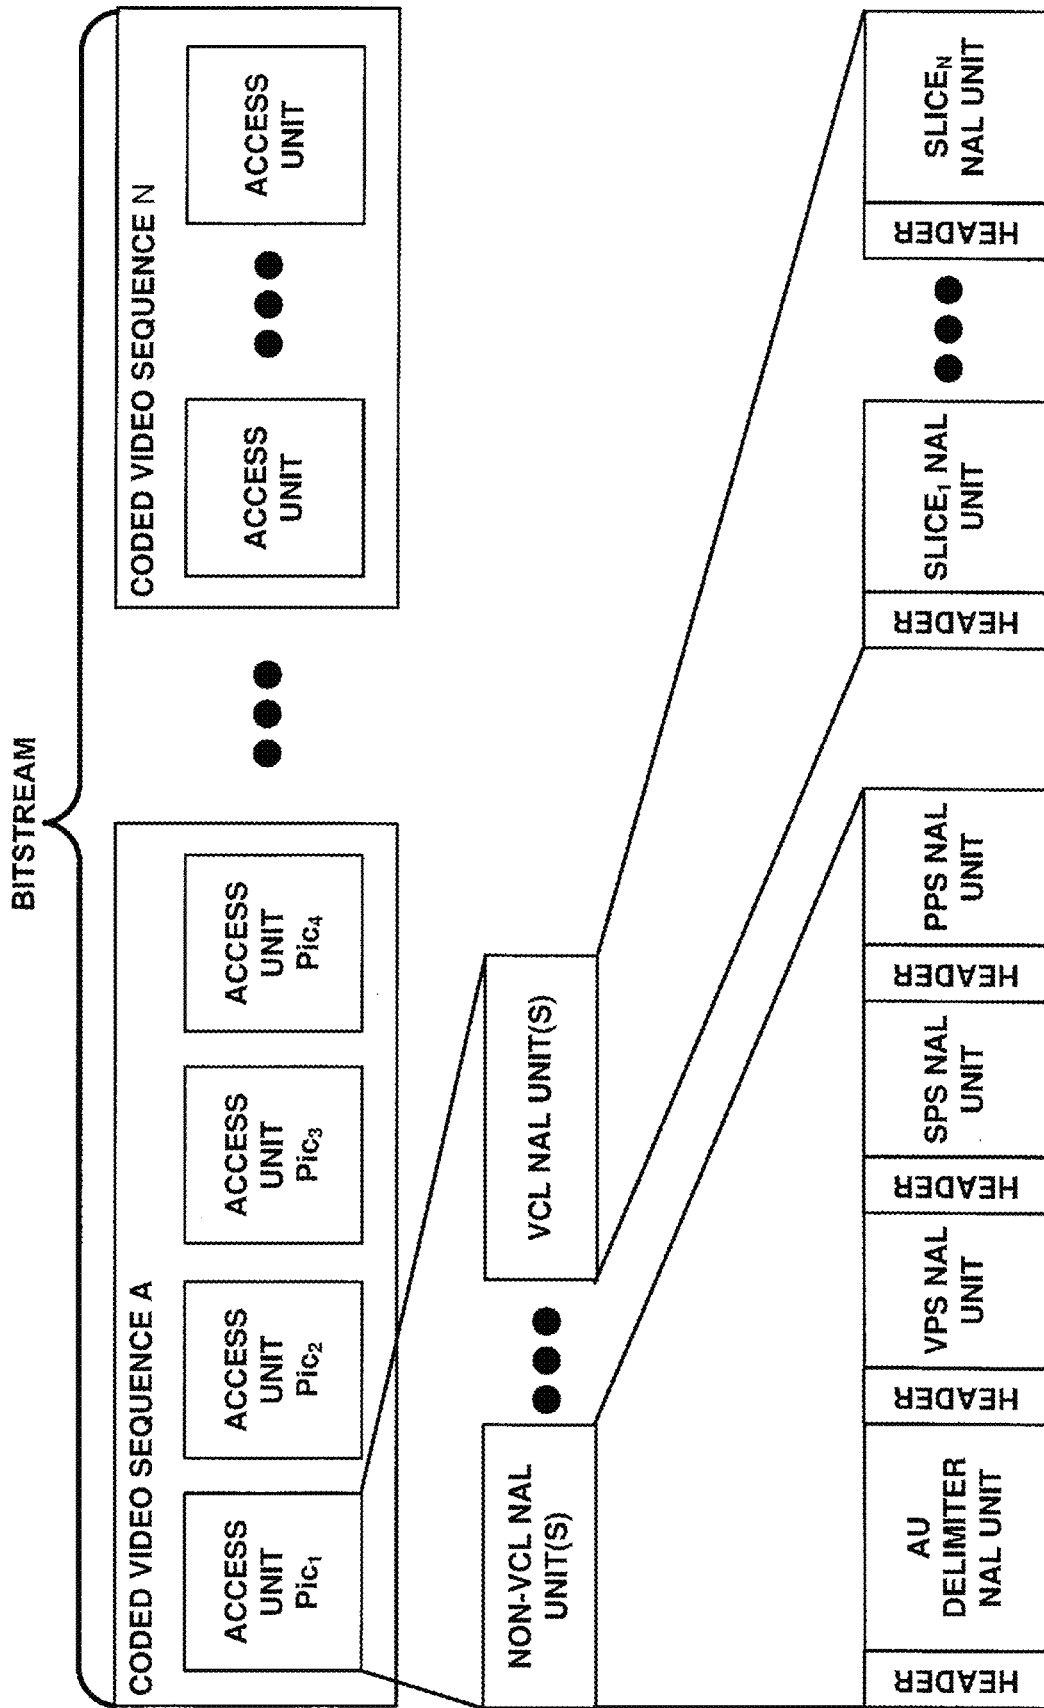 BITSTREAM
CODED VIDEO SEQUENCE A
ACCESS
UNIT
Pic₁
ACCESS
UNIT
Pic₂
ACCESS
UNIT
Pic₃
ACCESS
UNIT
Pic₄
CODED VIDEO SEQUENCE N
ACCESS
UNIT
ACCESS
UNIT
NON-VCL NAL
UNIT(S)
VCL NAL UNIT(S)
HEADER
AU
DELIMITER
NAL UNIT
HEADER
VPS NAL
UNIT
HEADER
SPS NAL
UNIT
HEADER
PPS NAL
UNIT
HEADER
SLICE₁ NAL
UNIT
HEADER
SLICEN
NAL UNIT